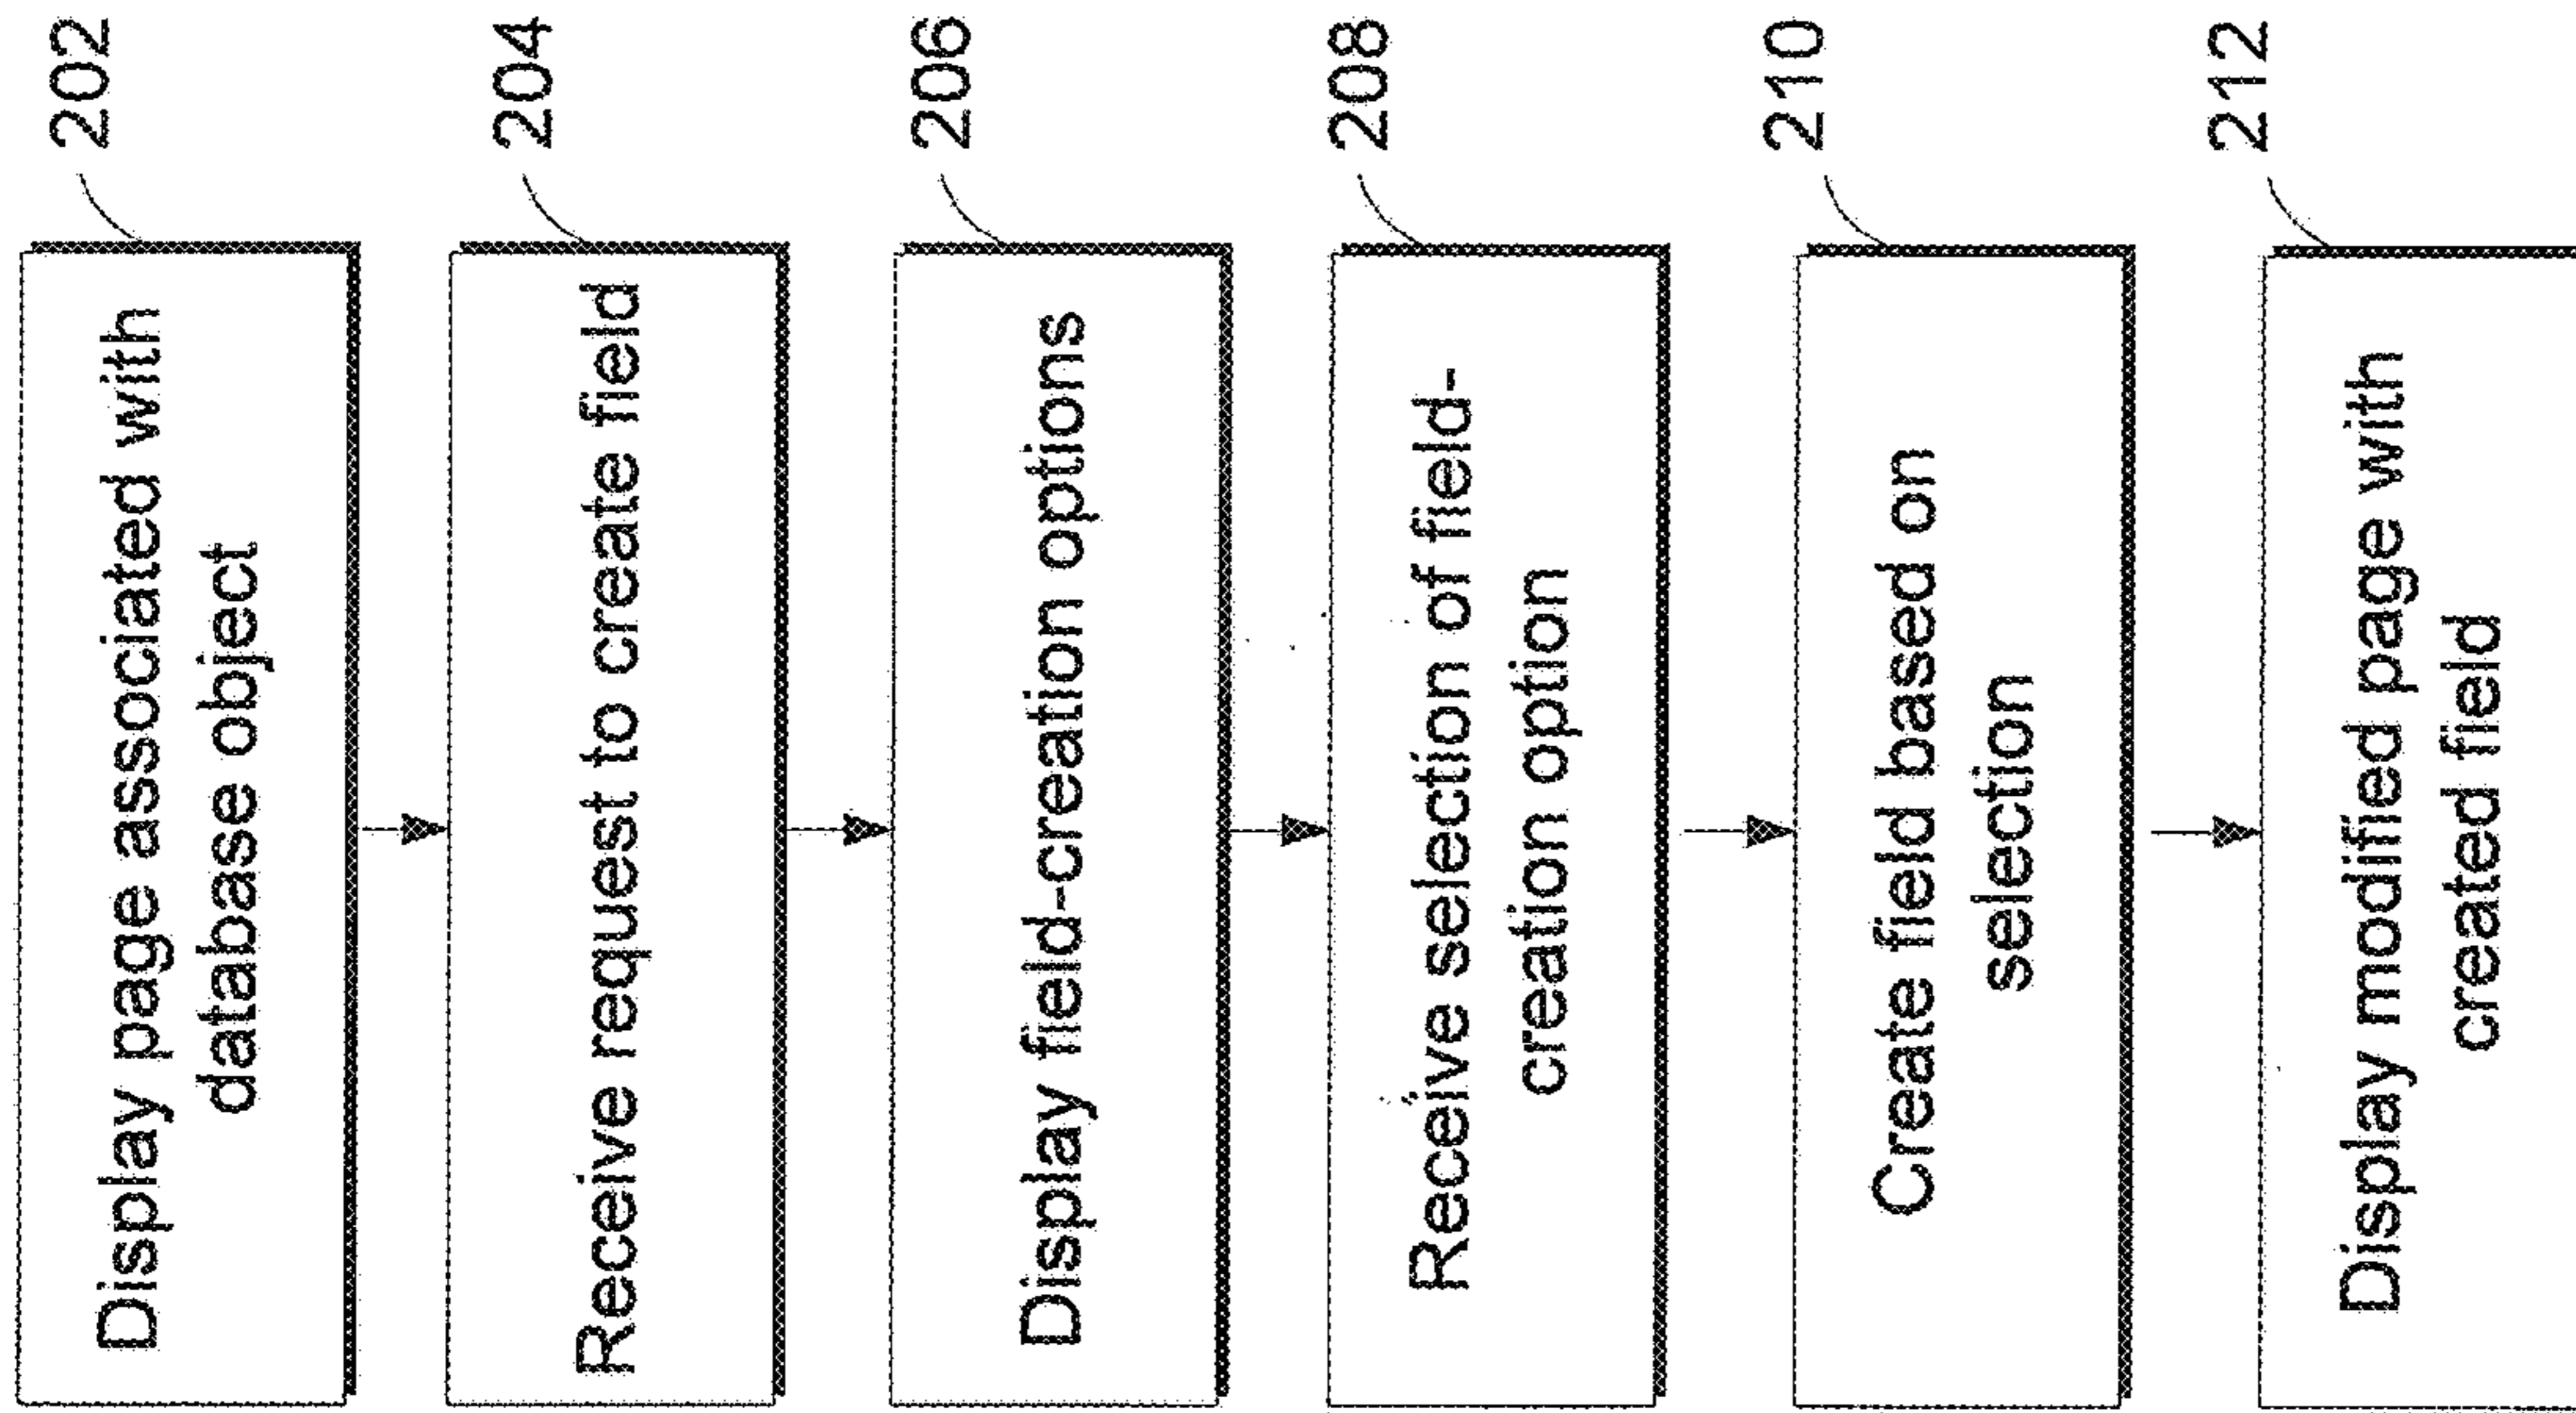 202
Display page associated with
database object
204
Receive request to create field
206
Display field-creation options
208
Receive selection of field-
creation option
210
Create field based on
selection
212
Display modified page with
created field